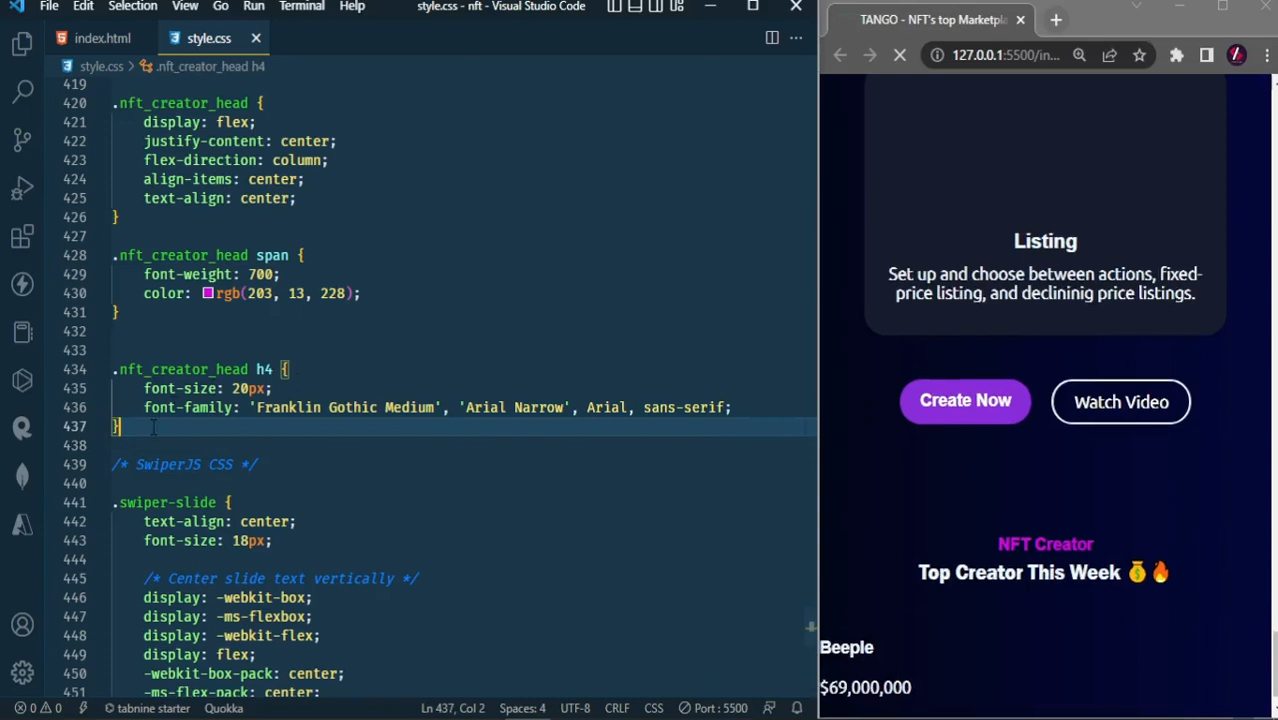 File Edit Selection View Go Run Terminal Help style.css - nft - Visual Studio Code
index.html style.css
style.css > .nft_creator_head h4
419
420 .nft_creator_head {
421 display: flex;
422 justify-content: center;
423 flex-direction: column;
424 align-items: center;
425 text-align: center;
426 }
427
428 .nft_creator_head span {
429 font-weight: 700;
430 color: rgb(203, 13, 228);
431 }
432
433
434 .nft_creator_head h4 {
435 font-size: 20px;
436 font-family: 'Franklin Gothic Medium', 'Arial Narrow', Arial, sans-serif;
437 }
438
439 /* SwiperJS CSS */
440
441 .swiper-slide {
442 text-align: center;
443 font-size: 18px;
444
445 /* Center slide text vertically */
446 display: -webkit-box;
447 display: -ms-flexbox;
448 display: -webkit-flex;
449 display: flex;
450 -webkit-box-pack: center;
451 -ms-flex-pack: center;
0 0 tabnine starter Quokka Ln 437, Col 2 Spaces: 4 UTF-8 CRLF CSS Port : 5500
TANGO - NFT's top Marketpla
127.0.0.1:5500/in...
Listing
Set up and choose between actions, fixed-
price listing, and declininig price listings.
Create Now Watch Video
NFT Creator
Top Creator This Week 💰🔥
Beeple
$69,000,000